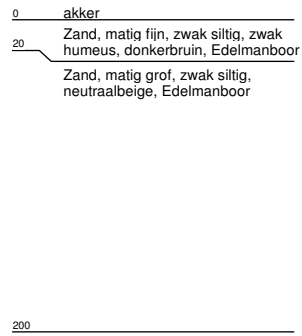 0 akker
Zand, matig fijn, zwak siltig, zwak
20 humeus, donkerbruin, Edelmanboor
Zand, matig grof, zwak siltig,
neutraalbeige, Edelmanboor
200